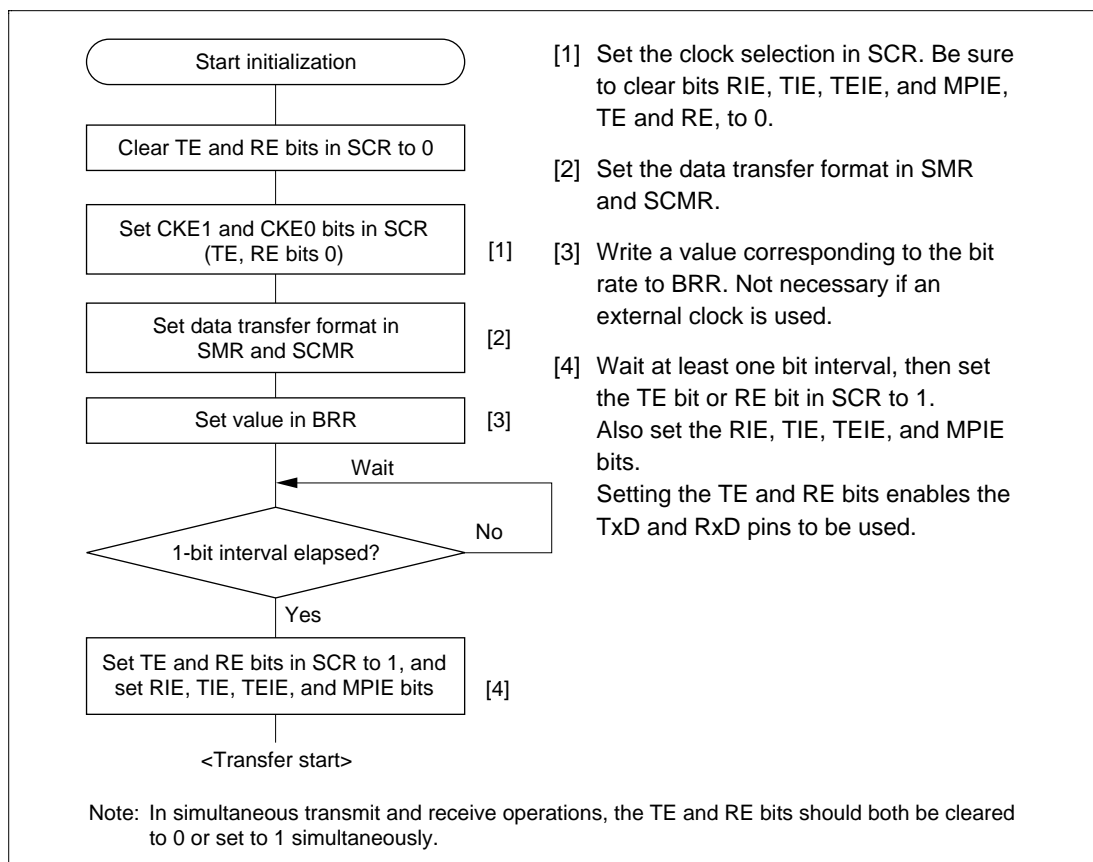 Start initialization
Clear TE and RE bits in SCR to 0
Set CKE1 and CKE0 bits in SCR
(TE, RE bits 0)
[1]
Set data transfer format in
SMR and SCMR
[2]
Set value in BRR
[3]
Wait
1-bit interval elapsed?
No
Yes
Set TE and RE bits in SCR to 1, and
set RIE, TIE, TEIE, and MPIE bits
[4]
<Transfer start>
[1] Set the clock selection in SCR. Be sure
to clear bits RIE, TIE, TEIE, and MPIE,
TE and RE, to 0.
[2] Set the data transfer format in SMR
and SCMR.
[3] Write a value corresponding to the bit
rate to BRR. Not necessary if an
external clock is used.
[4] Wait at least one bit interval, then set
the TE bit or RE bit in SCR to 1.
Also set the RIE, TIE, TEIE, and MPIE
bits.
Setting the TE and RE bits enables the
TxD and RxD pins to be used.
Note: In simultaneous transmit and receive operations, the TE and RE bits should both be cleared
to 0 or set to 1 simultaneously.